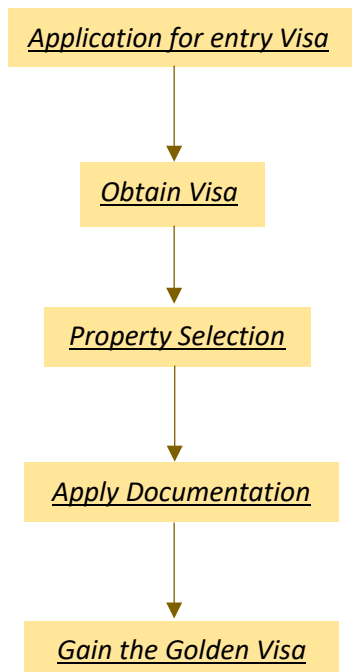 Application for entry Visa
Obtain Visa
Property Selection
Apply Documentation
Gain the Golden Visa